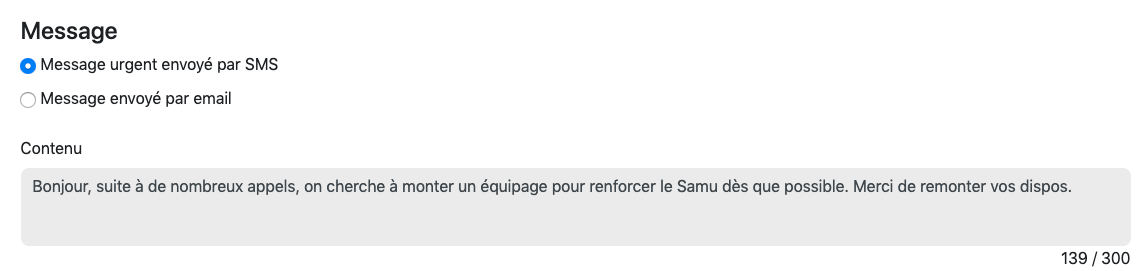 Message
Message urgent envoyé par SMS
Message envoyé par email
Contenu
Bonjour, suite à de nombreux appels, on cherche à monter un équipage pour renforcer le Samu dès que possible. Merci de remonter vos dispos.
139 / 300